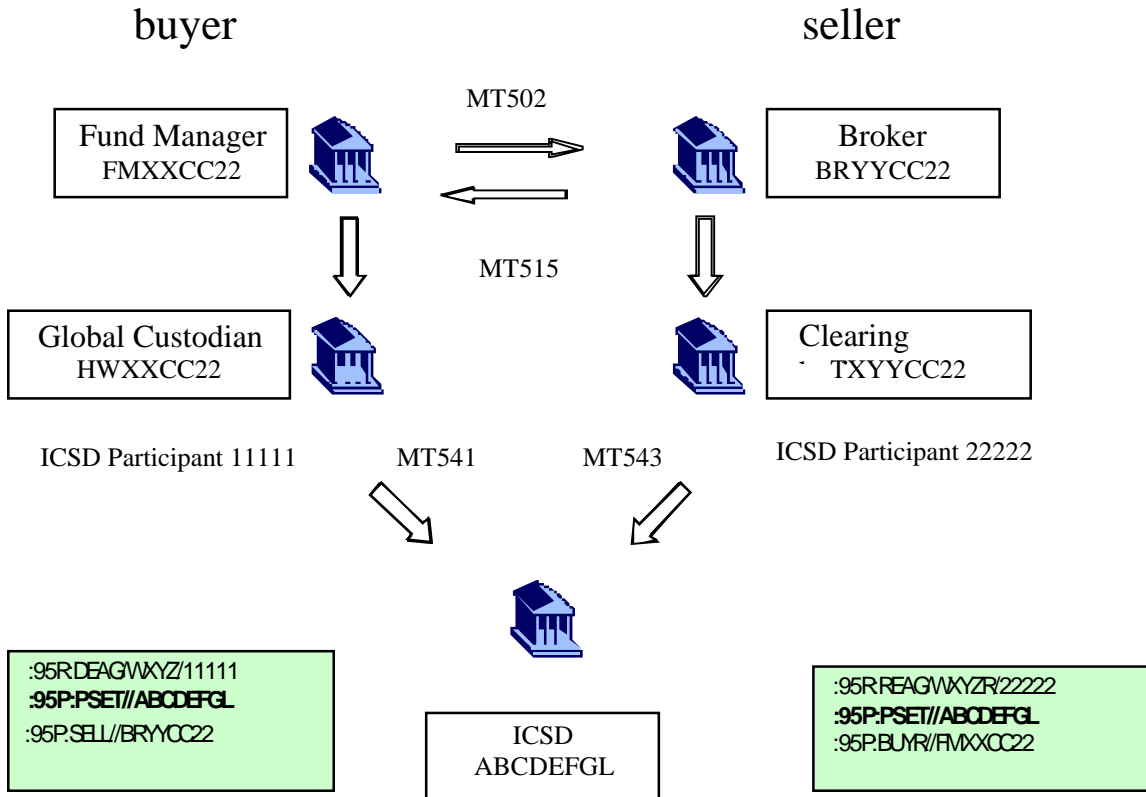 buyer
seller
MT502
Fund Manager
FMXXCC22
Broker
BRYYCC22
MT515
Global Custodian
HWXXCC22
Clearing
TXYYCC22
ICSD Participant 11111
MT541
MT543
ICSD Participant 22222
:95R:DEAG/WXYZ/11111
:95P:PSET//ABCDEFGL
:95P:SELL//BRYYCC22
ICSD
ABCDEFGL
:95R:REAG/WXYZR/22222
:95P:PSET//ABCDEFGL
:95P:BUYR//FMXXCC22